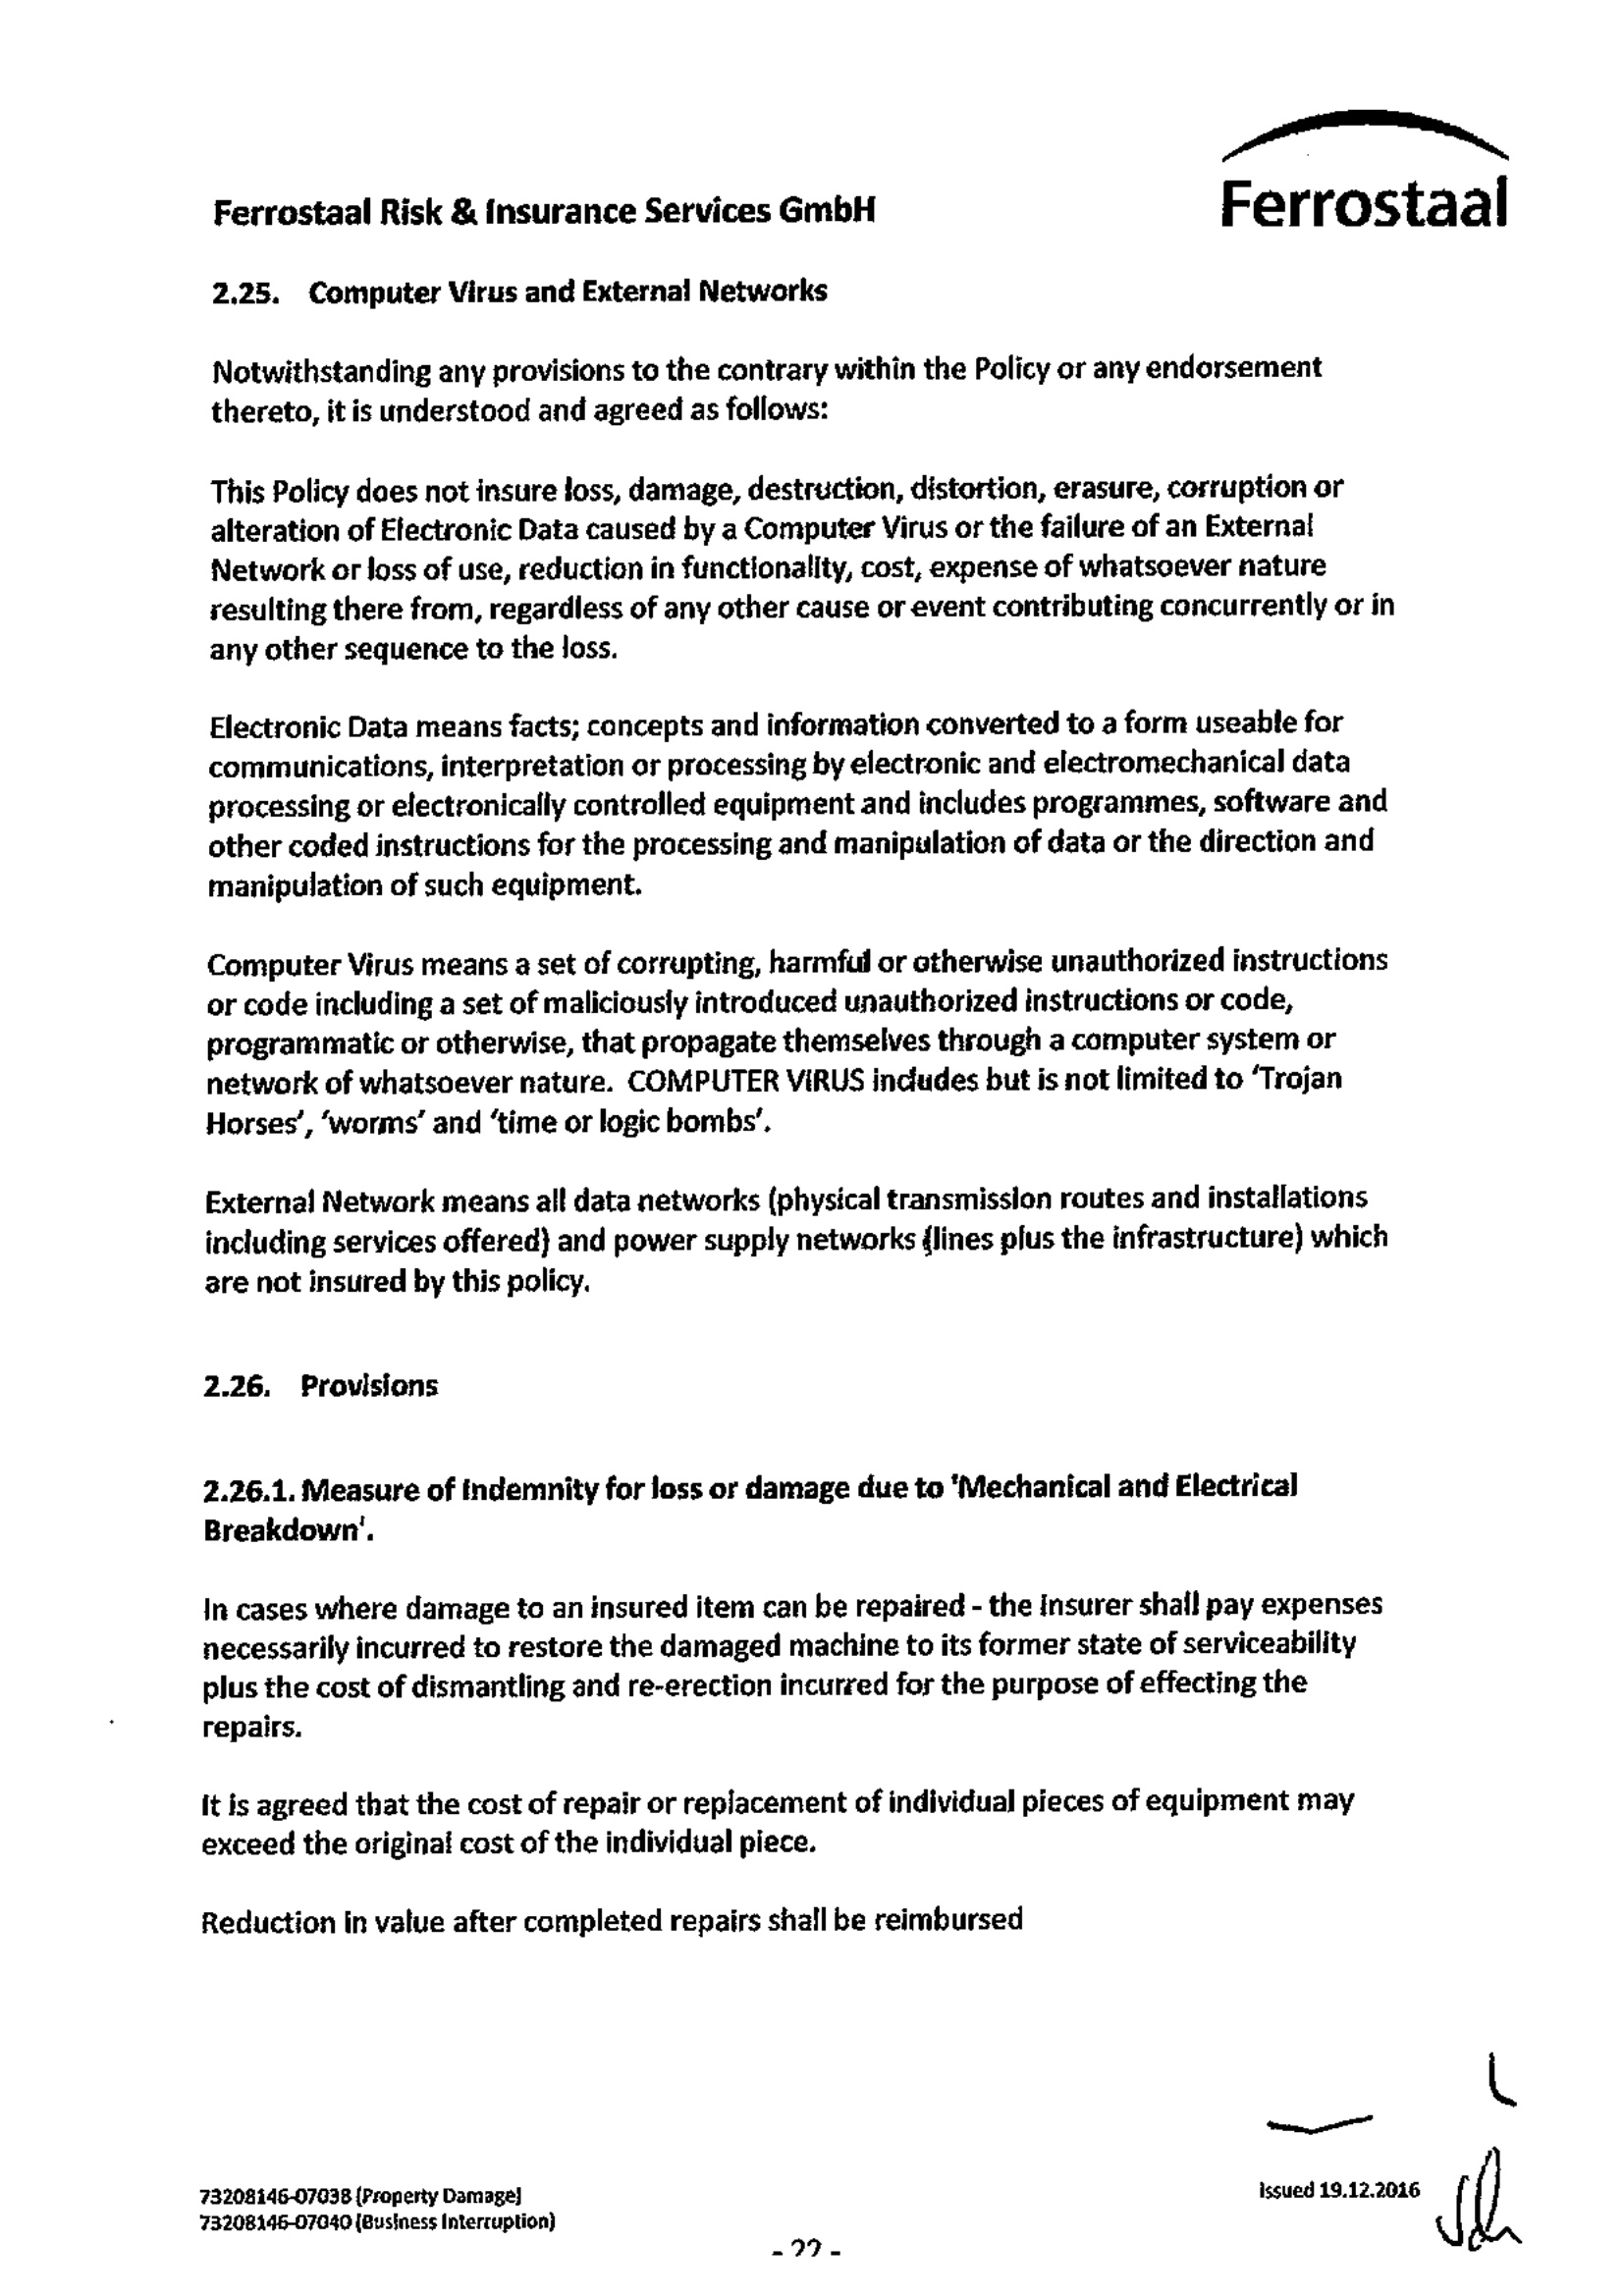 Ferrostaal
Ferrostaal Risk & Insurance Services GmbH
2.25. Computer Virus and External Networks
Notwithstanding any provisions to the contrary within the Policy or any endorsement
thereto, it is understood and agreed as follows:
This Policy does not insure loss, damage, destruction, distortion, erasure, corruption or
alteration of Electronic Data caused by a Computer Virus or the failure of an External
Network or loss of use, reduction in functionality, cost, expense of whatsoever nature
resulting there from, regardless of any other cause or event contributing concurrently or in
any other sequence to the loss.
Electronic Data means facts; concepts and information converted to a form useable for
communications, interpretation or processing by electronic and electromechanical data
processing or electronically controlled equipment and includes programmes, software and
other coded instructions for the processing and manipulation of data or the direction and
manipulation of such equipment.
Computer Virus means a set of corrupting, harmful or otherwise unauthorized instructions
or code including a set of maliciously introduced unauthorized instructions or code,
programmatic or otherwise, that propagate themselves through a computer system or
network of whatsoever nature. COMPUTER VIRUS includes but is not limited to 'Trojan
Horses', 'worms' and 'time or logic bombs'.
External Network means all data networks (physical transmission routes and installations
including services offered) and power supply networks (lines plus the infrastructure) which
are not insured by this policy.
2.26. Provisions
2.26.1. Measure of Indemnity for loss or damage due to 'Mechanical and Electrical
Breakdown'.
In cases where damage to an insured item can be repaired - the Insurer shall pay expenses
necessarily incurred to restore the damaged machine to its former state of serviceability
plus the cost of dismantling and re-erection incurred for the purpose of effecting the
repairs.
It is agreed that the cost of repair or replacement of individual pieces of equipment may
exceed the original cost of the individual piece.
Reduction in value after completed repairs shall be reimbursed
73208146-07038 (Property Damage)
73208146-07040 (Business Interruption)
Issued 19.12.2016
- 22 -